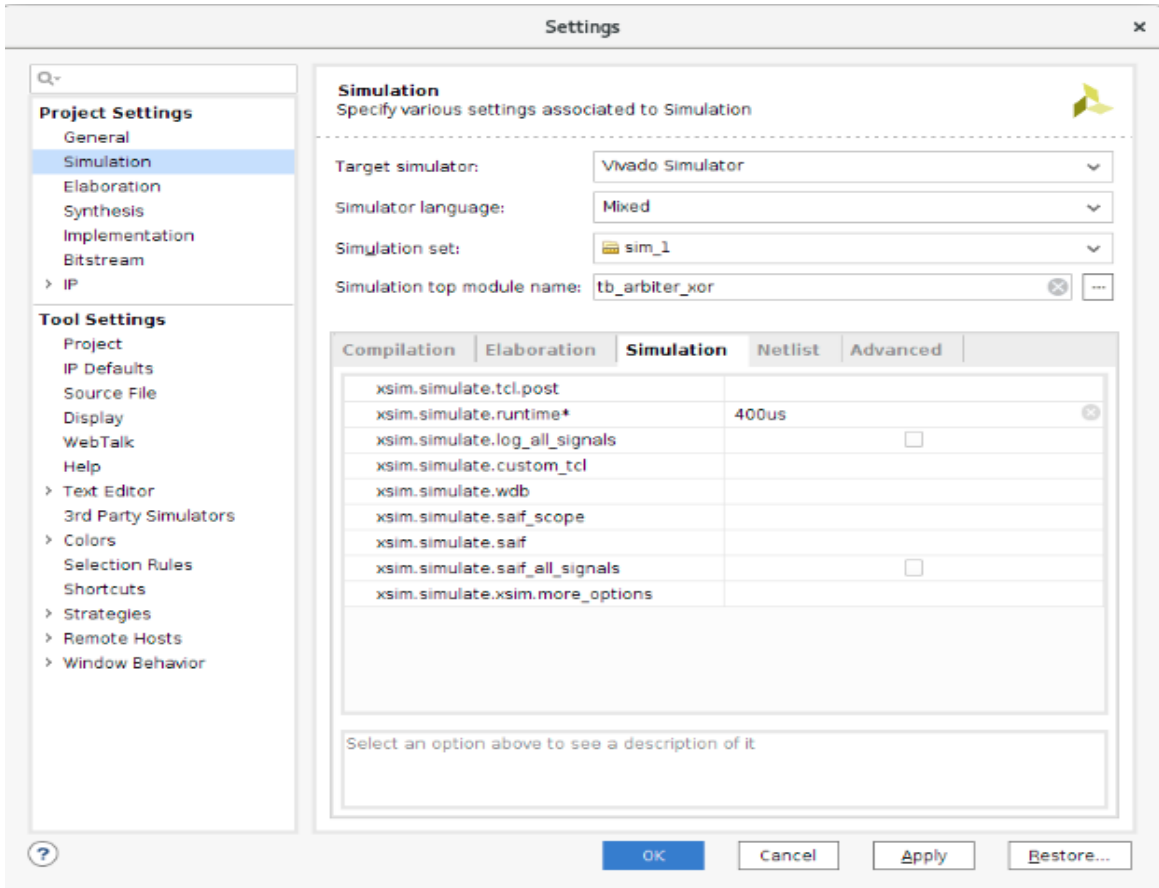 Settings
Project Settings
General
Simulation
Elaboration
Synthesis
Implementation
Bitstream
IP
Tool Settings
Project
IP Defaults
Source File
Display
WebTalk
Help
Text Editor
3rd Party Simulators
Colors
Selection Rules
Shortcuts
Strategies
Remote Hosts
Window Behavior
Simulation
Specify various settings associated to Simulation
Target simulator: Vivado Simulator
Simulator language: Mixed
Simulation set: sim_1
Simulation top module name: tb_arbiter_xor ...
Compilation Elaboration Simulation Netlist Advanced
xsim.simulate.tcl.post
xsim.simulate.runtime* 400us
xsim.simulate.log_all_signals
xsim.simulate.custom_tcl
xsim.simulate.wdb
xsim.simulate.saif_scope
xsim.simulate.saif
xsim.simulate.saif_all_signals
xsim.simulate.xsim.more_options
Select an option above to see a description of it
? OK Cancel Apply Restore...